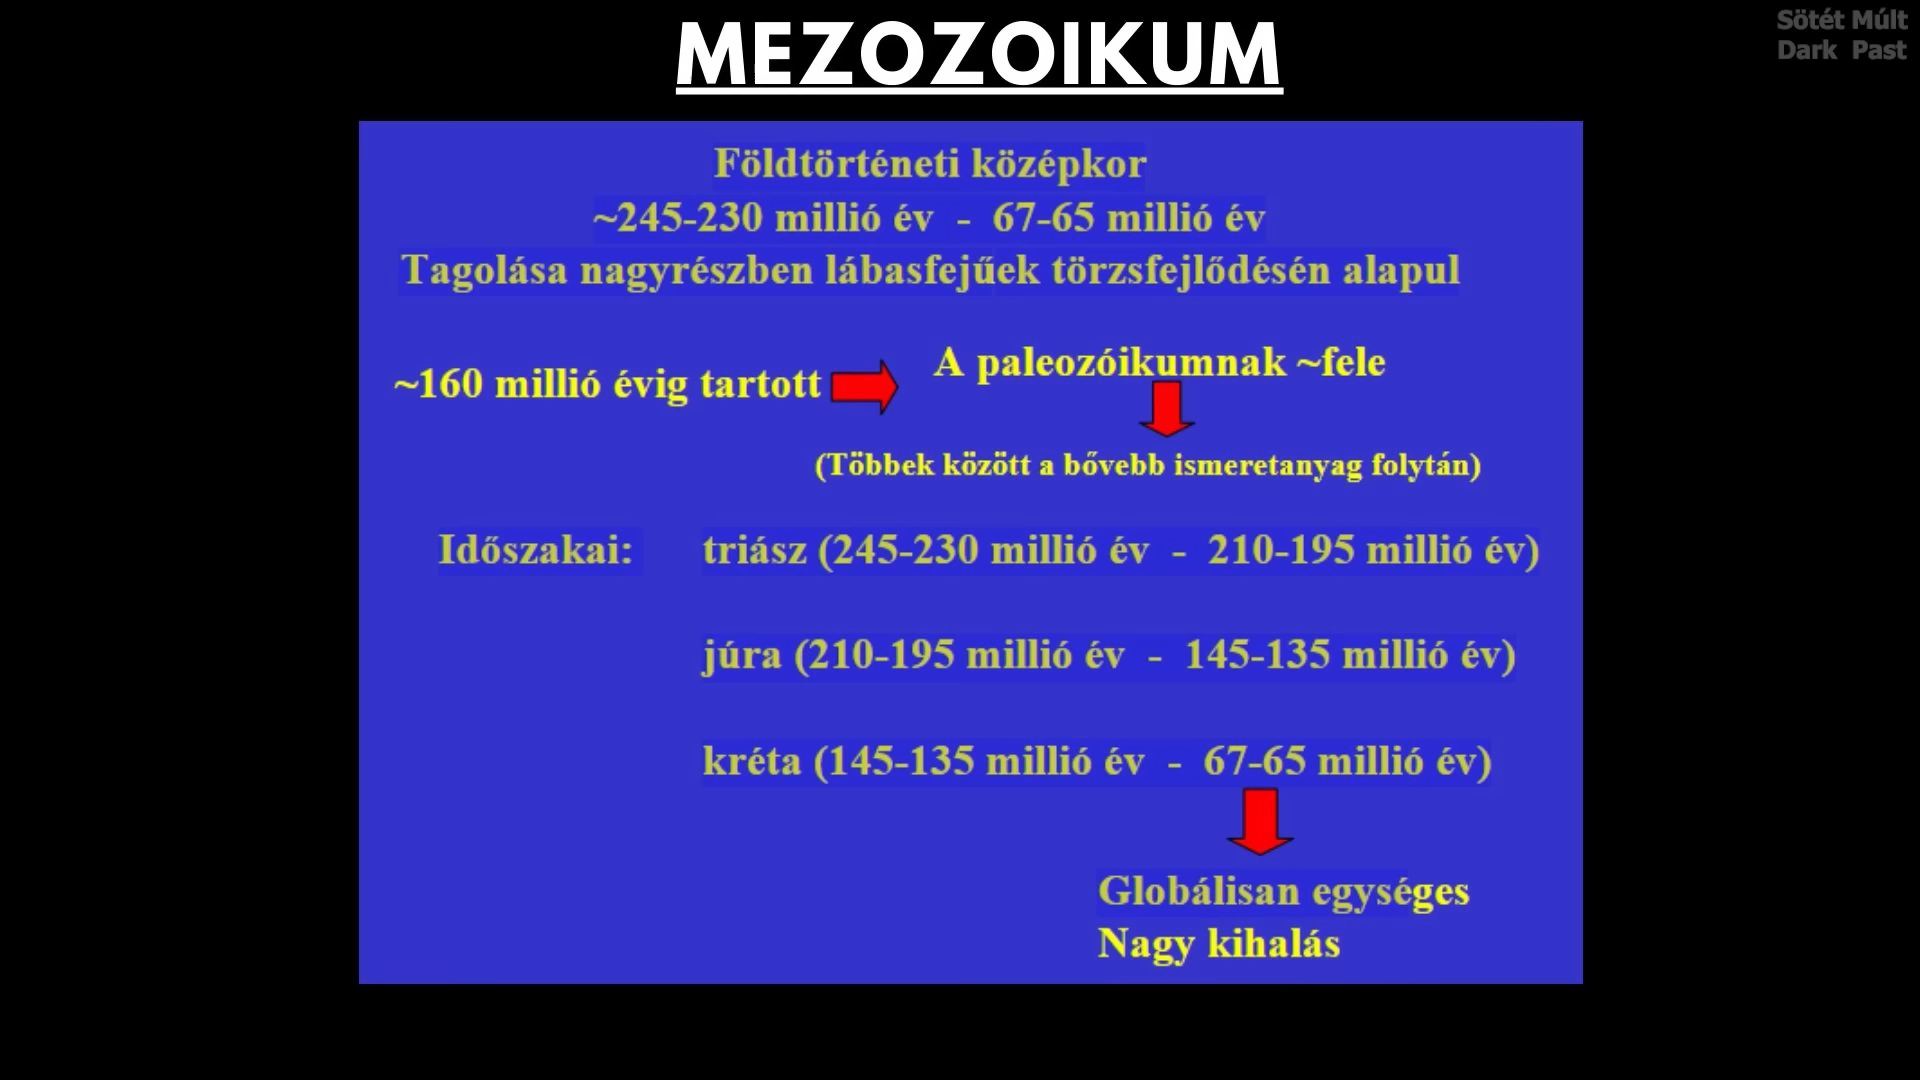 MEZOZOIKUM
Sötét Múlt
Dark Past
Földtörténeti középkor
~245-230 millió év - 67-65 millió év
Tagolása nagyrészben lábasfejűek törzsfejlődésén alapul
~160 millió évig tartott
A paleozóikumnak ~fele
(Többek között a bővebb ismeretanyag folytán)
Időszakai: triász (245-230 millió év - 210-195 millió év)
júra (210-195 millió év - 145-135 millió év)
kréta (145-135 millió év - 67-65 millió év)
Globálisan egységes
Nagy kihalás